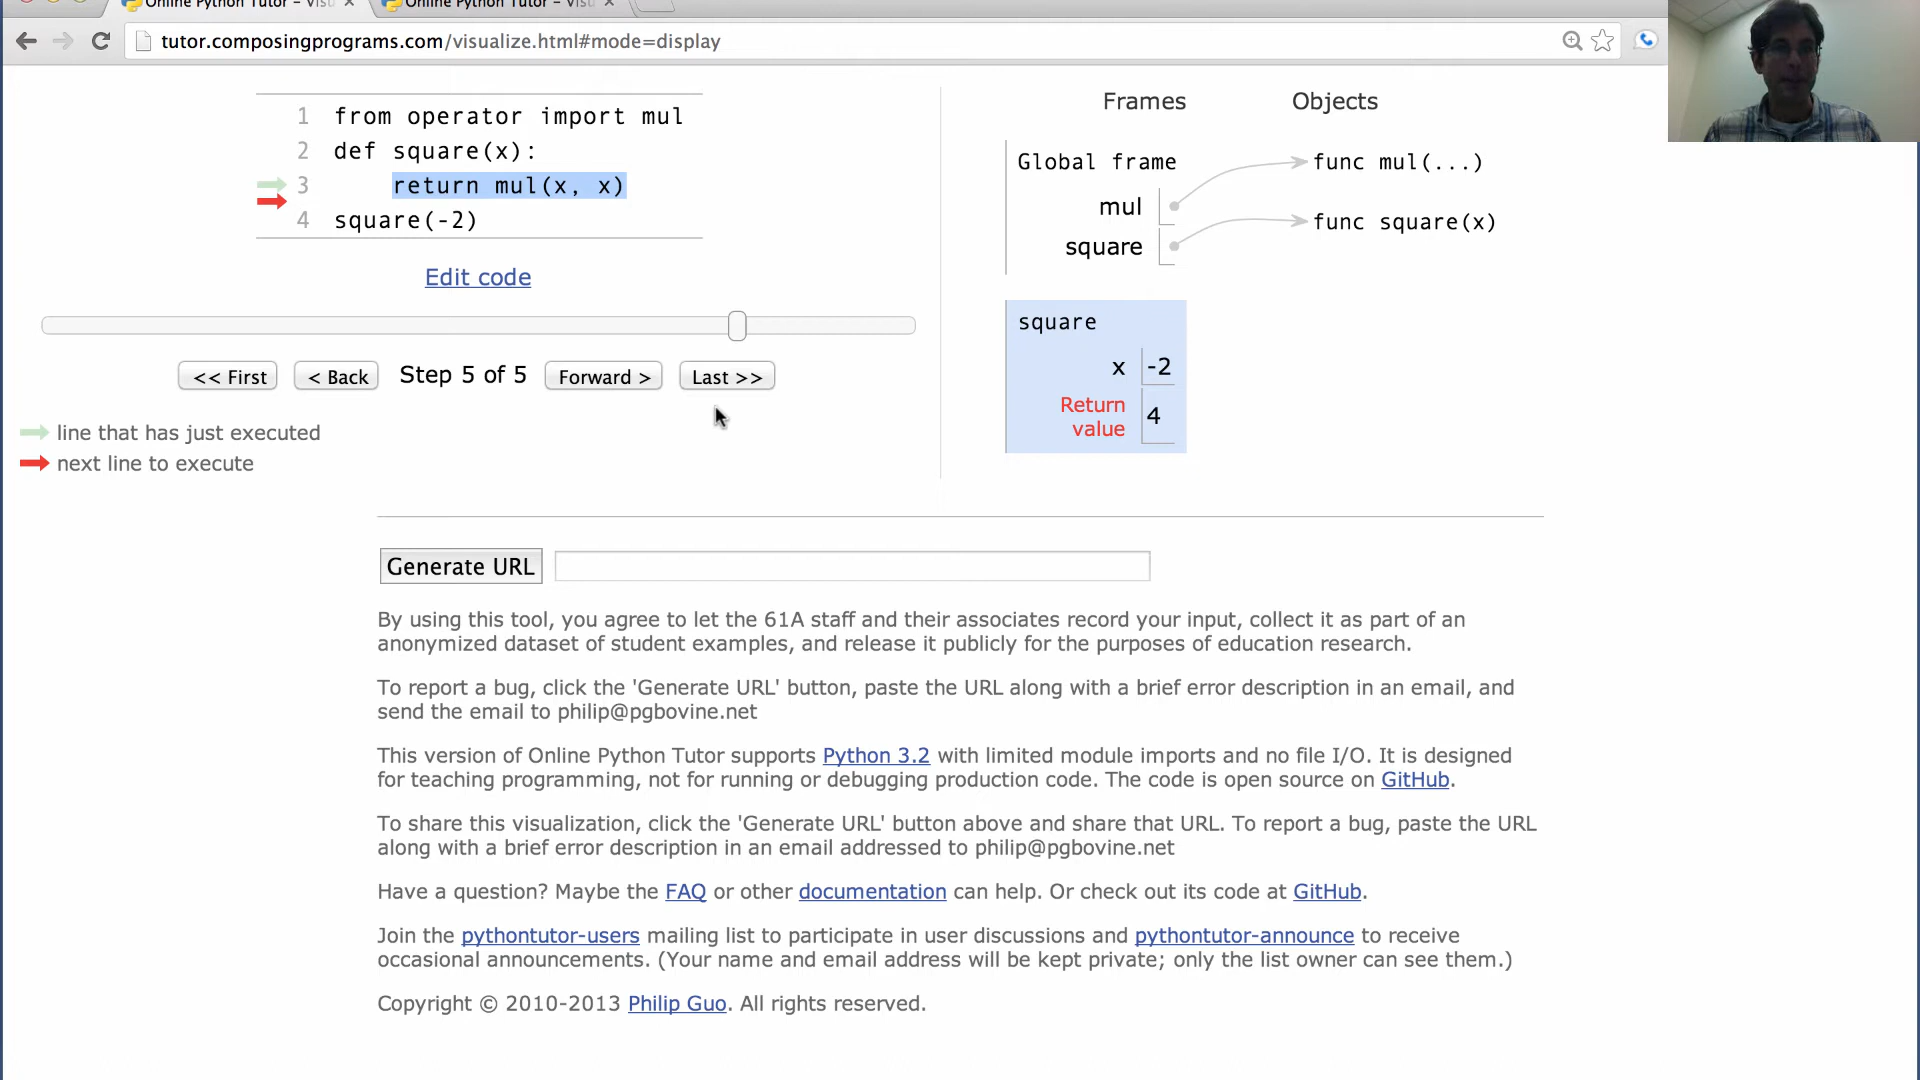 Online Python Tutor – Visu
Online Python Tutor – Visu
tutor.composingprograms.com/visualize.html#mode=display
1 from operator import mul
2 def square(x):
3 return mul(x, x)
4 square(-2)
Edit code
<< First < Back Step 5 of 5 Forward > Last >>
line that has just executed
next line to execute
Frames Objects
Global frame func mul(...)
mul
func square(x)
square
square
x -2
Return
value 4
Generate URL
By using this tool, you agree to let the 61A staff and their associates record your input, collect it as part of an
anonymized dataset of student examples, and release it publicly for the purposes of education research.
To report a bug, click the 'Generate URL' button, paste the URL along with a brief error description in an email, and
send the email to philip@pgbovine.net
This version of Online Python Tutor supports Python 3.2 with limited module imports and no file I/O. It is designed
for teaching programming, not for running or debugging production code. The code is open source on GitHub.
To share this visualization, click the 'Generate URL' button above and share that URL. To report a bug, paste the URL
along with a brief error description in an email addressed to philip@pgbovine.net
Have a question? Maybe the FAQ or other documentation can help. Or check out its code at GitHub.
Join the pythontutor-users mailing list to participate in user discussions and pythontutor-announce to receive
occasional announcements. (Your name and email address will be kept private; only the list owner can see them.)
Copyright © 2010-2013 Philip Guo. All rights reserved.